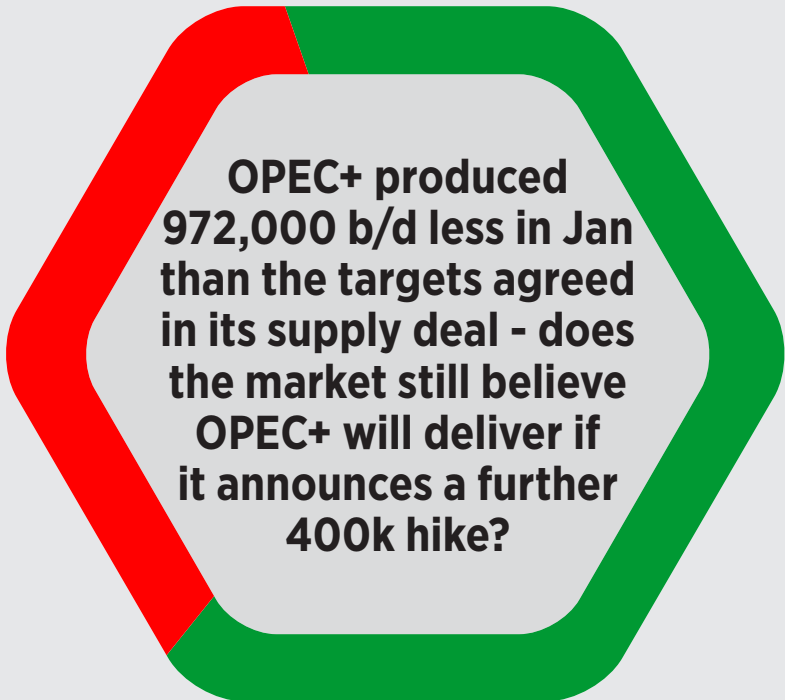 OPEC+ produced
972,000 b/d less in Jan
than the targets agreed
in its supply deal - does
the market still believe
OPEC+ will deliver if
it announces a further
400k hike?